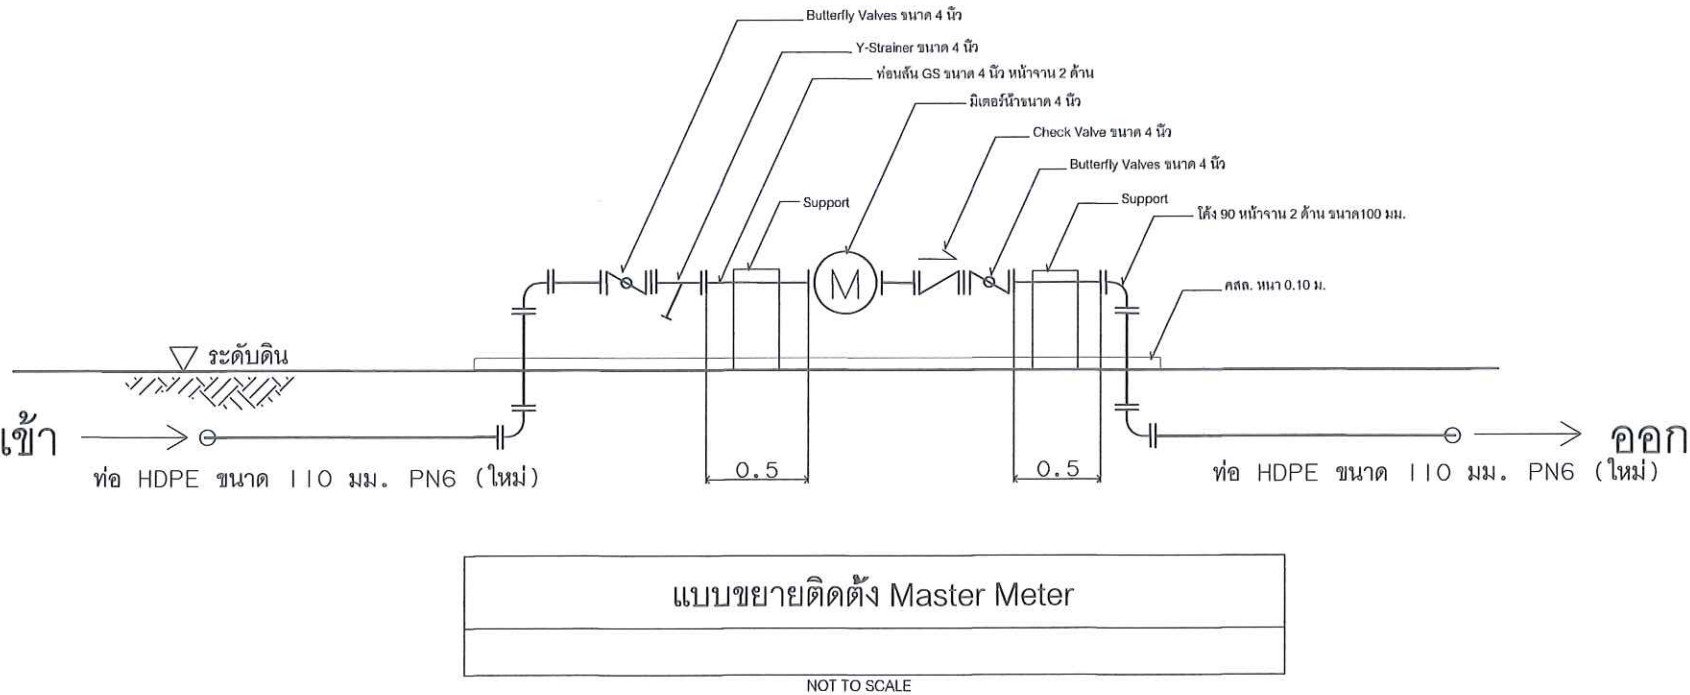 Butterfly Valves ขนาด 4 นิ้ว
Y-Strainer ขนาด 4 นิ้ว
ท่อนสั้น GS ขนาด 4 นิ้ว หน้าจาน 2 ด้าน
มิเตอร์น้ำขนาด 4 นิ้ว
Check Valve ขนาด 4 นิ้ว
Butterfly Valves ขนาด 4 นิ้ว
Support
Support
โค้ง 90 หน้าจาน 2 ด้าน ขนาด100 มม.
M
คสล. หนา 0.10 ม.
ระดับดิน
เข้า
ออก
0.5
0.5
ท่อ HDPE ขนาด 110 มม. PN6 (ใหม่)
ท่อ HDPE ขนาด 110 มม. PN6 (ใหม่)
แบบขยายติดตั้ง Master Meter
NOT TO SCALE